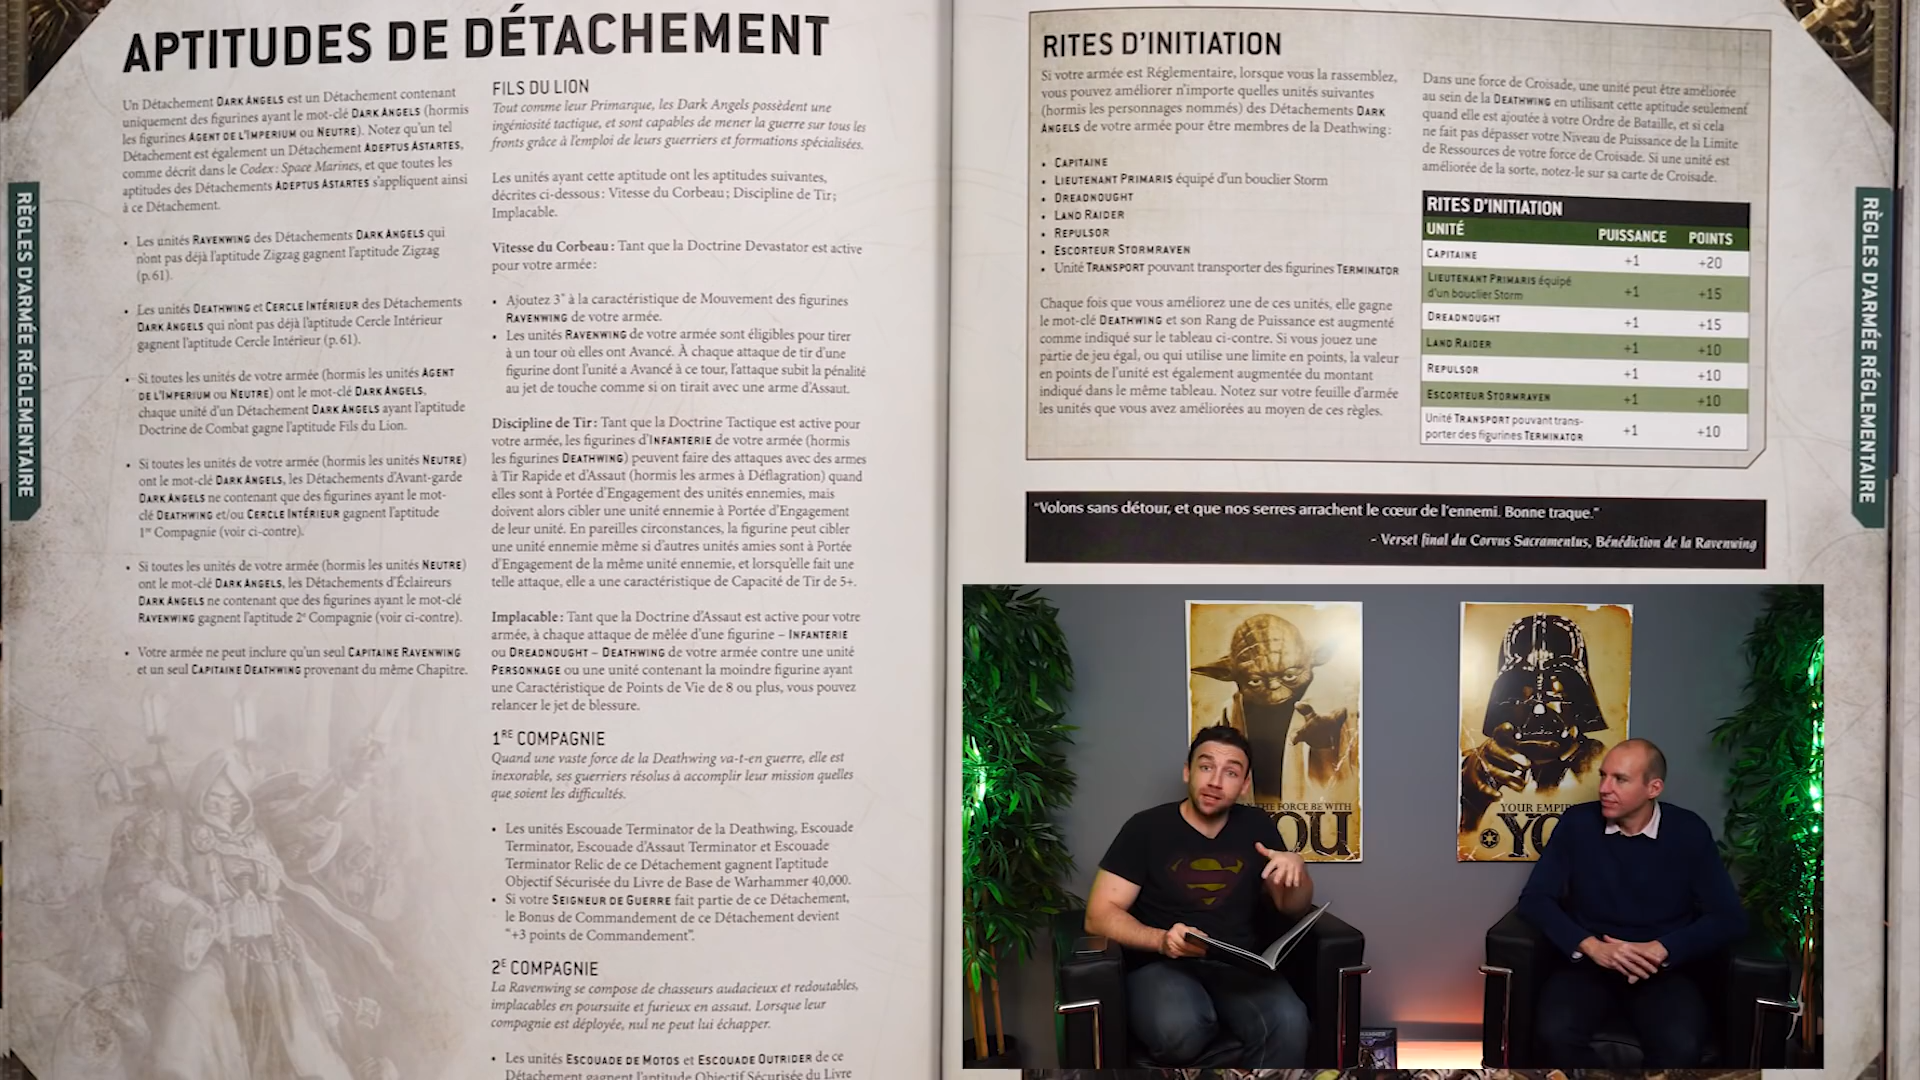 RÈGLES D'ARMÉE RÉGLEMENTAIRE
APTITUDES DE DÉTACHEMENT
Un Détachement DARK ANGELS est un Détachement contenant
uniquement des figurines ayant le mot-clé DARK ANGELS (hormis
les figurines AGENT DE L'IMPERIUM ou NEUTRE). Notez qu'un tel
Détachement est également un Détachement ADEPTUS ASTARTES,
comme décrit dans le Codex : Space Marines, et que toutes les
aptitudes des Détachements ADEPTUS ASTARTES s'appliquent ainsi
à ce Détachement.
• Les unités RAVENWING des Détachements DARK ANGELS qui
n'ont pas déjà l'aptitude Zigzag gagnent l'aptitude Zigzag
(p.61).
• Les unités DEATHWING et CERCLE INTÉRIEUR des Détachements
DARK ANGELS qui n'ont pas déjà l'aptitude Cercle Intérieur
gagnent l'aptitude Cercle Intérieur (p.61).
• Si toutes les unités de votre armée (hormis les unités AGENT
DE L'IMPERIUM ou NEUTRE) ont le mot-clé DARK ANGELS,
chaque unité d'un Détachement DARK ANGELS ayant l'aptitude
Doctrine de Combat gagne l'aptitude Fils du Lion.
• Si toutes les unités de votre armée (hormis les unités NEUTRE)
ont le mot-clé DARK ANGELS, les Détachements d'Avant-garde
DARK ANGELS ne contenant que des figurines ayant le mot-
clé DEATHWING et/ou CERCLE INTÉRIEUR gagnent l'aptitude
1re Compagnie (voir ci-contre).
• Si toutes les unités de votre armée (hormis les unités NEUTRE)
ont le mot-clé DARK ANGELS, les Détachements d'Éclaireurs
DARK ANGELS ne contenant que des figurines ayant le mot-clé
RAVENWING gagnent l'aptitude 2e Compagnie (voir ci-contre).
• Votre armée ne peut inclure qu'un seul CAPITAINE RAVENWING
et un seul CAPITAINE DEATHWING provenant du même Chapitre.
FILS DU LION
Tout comme leur Primarque, les Dark Angels possèdent une
ingéniosité tactique, et sont capables de mener la guerre sur tous les
fronts grâce à l'emploi de leurs guerriers et formations spécialisées.
Les unités ayant cette aptitude ont les aptitudes suivantes,
décrites ci-dessous : Vitesse du Corbeau ; Discipline de Tir ;
Implacable.
Vitesse du Corbeau : Tant que la Doctrine Devastator est active
pour votre armée :
• Ajoutez 3" à la caractéristique de Mouvement des figurines
RAVENWING de votre armée.
• Les unités RAVENWING de votre armée sont éligibles pour tirer
à un tour où elles ont Avancé. À chaque attaque de tir d'une
figurine dont l'unité a Avancé à ce tour, l'attaque subit la pénalité
au jet de touche comme si on tirait avec une arme d'Assaut.
Discipline de Tir : Tant que la Doctrine Tactique est active pour
votre armée, les figurines d'INFANTERIE de votre armée (hormis
les figurines DEATHWING) peuvent faire des attaques avec des armes
à Tir Rapide et d'Assaut (hormis les armes à Déflagration) quand
elles sont à Portée d'Engagement des unités ennemies, mais
doivent alors cibler une unité ennemie à Portée d'Engagement
de leur unité. En pareilles circonstances, la figurine peut cibler
une unité ennemie même si d'autres unités amies sont à Portée
d'Engagement de la même unité ennemie, et lorsqu'elle fait une
telle attaque, elle a une caractéristique de Capacité de Tir de 5+.
Implacable : Tant que la Doctrine d'Assaut est active pour votre
armée, à chaque attaque de mêlée d'une figurine – INFANTERIE
ou DREADNOUGHT – DEATHWING de votre armée contre une unité
PERSONNAGE ou une unité contenant la moindre figurine ayant
une Caractéristique de Points de Vie de 8 ou plus, vous pouvez
relancer le jet de blessure.
1RE COMPAGNIE
Quand une vaste force de la Deathwing va-t-en guerre, elle est
inexorable, ses guerriers résolus à accomplir leur mission quelles
que soient les difficultés.
• Les unités Escouade Terminator de la Deathwing, Escouade
Terminator, Escouade d'Assaut Terminator et Escouade
Terminator Relic de ce Détachement gagnent l'aptitude
Objectif Sécurisée du Livre de Base de Warhammer 40,000.
• Si votre SEIGNEUR DE GUERRE fait partie de ce Détachement,
le Bonus de Commandement de ce Détachement devient
"+3 points de Commandement".
2E COMPAGNIE
La Ravenwing se compose de chasseurs audacieux et redoutables,
implacables en poursuite et furieux en assaut. Lorsque leur
compagnie est déployée, nul ne peut lui échapper.
• Les unités ESCOUADE DE MOTOS et ESCOUADE OUTRIDER de ce
Détachement gagnent l'aptitude Objectif Sécurisée du Livre
RITES D'INITIATION
Si votre armée est Réglementaire, lorsque vous la rassemblez,
vous pouvez améliorer n'importe quelles unités suivantes
(hormis les personnages nommés) des Détachements DARK
ANGELS de votre armée pour être membres de la Deathwing :
• CAPITAINE
• LIEUTENANT PRIMARIS équipé d'un bouclier Storm
• DREADNOUGHT
• LAND RAIDER
• REPULSOR
• ESCORTEUR STORMRAVEN
• Unité TRANSPORT pouvant transporter des figurines TERMINATOR
Chaque fois que vous améliorez une de ces unités, elle gagne
le mot-clé DEATHWING et son Rang de Puissance est augmenté
comme indiqué sur le tableau ci-contre. Si vous jouez une
partie de jeu égal, ou qui utilise une limite en points, la valeur
en points de l'unité est également augmentée du montant
indiqué dans le même tableau. Notez sur votre feuille d'armée
les unités que vous avez améliorées au moyen de ces règles.
Dans une force de Croisade, une unité peut être améliorée
au sein de la DEATHWING en utilisant cette aptitude seulement
quand elle est ajoutée à votre Ordre de Bataille, et si cela
ne fait pas dépasser votre Niveau de Puissance de la Limite
de Ressources de votre force de Croisade. Si une unité est
améliorée de la sorte, notez-le sur sa carte de Croisade.
RITES D'INITIATION
UNITÉ PUISSANCE POINTS
CAPITAINE +1 +20
LIEUTENANT PRIMARIS équipé
d'un bouclier Storm +1 +15
DREADNOUGHT +1 +15
LAND RAIDER +1 +10
REPULSOR +1 +10
ESCORTEUR STORMRAVEN +1 +10
Unité TRANSPORT pouvant trans-
porter des figurines TERMINATOR +1 +10
"Volons sans détour, et que nos serres arrachent le cœur de l'ennemi. Bonne traque."
- Verset final du Corvus Sacramentus, Bénédiction de la Ravenwing
RÈGLES D'ARMÉE RÉGLEMENTAIRE
THE FORCE BE WITH
YOU
YOUR EMPI